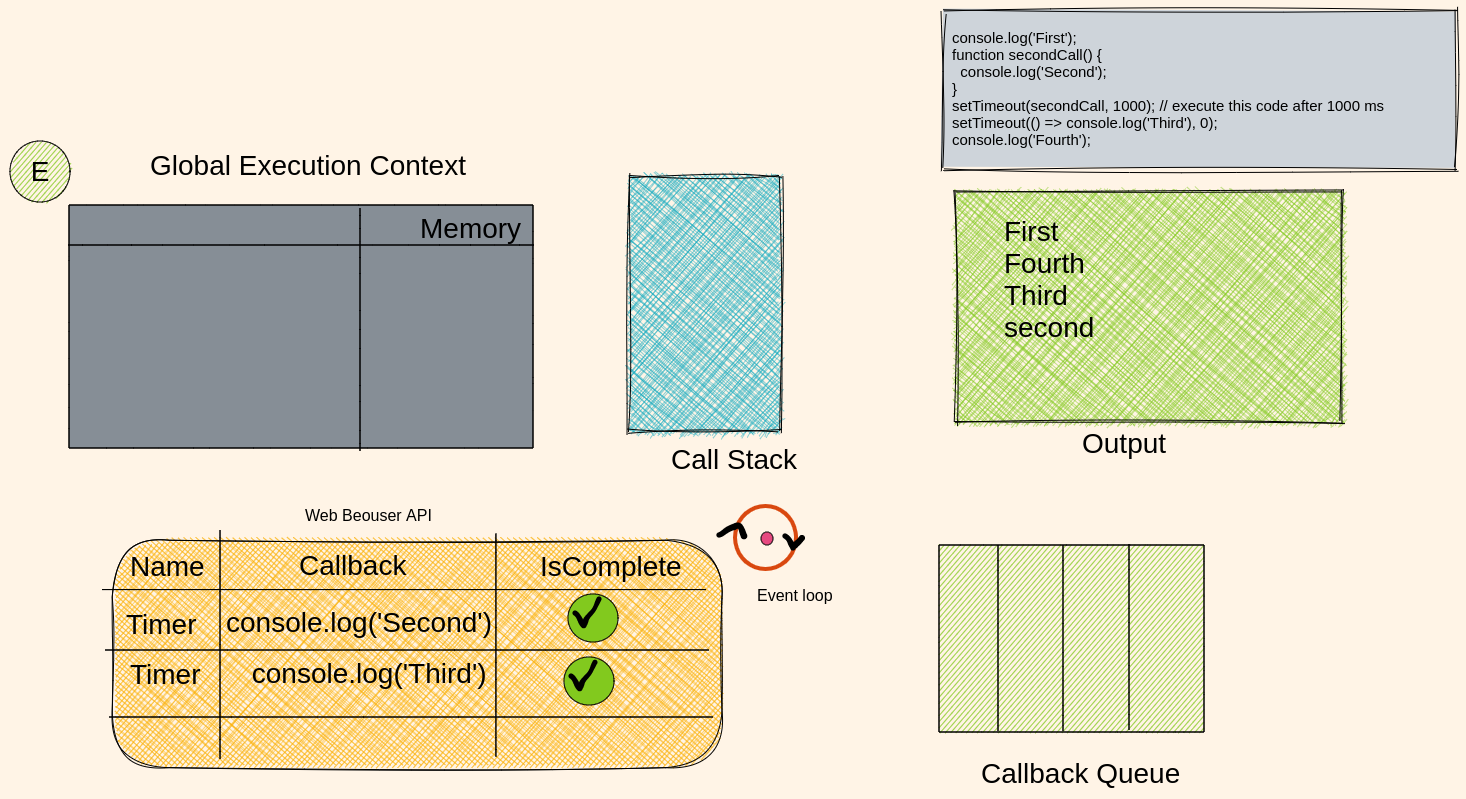 console.log('First');
function secondCall() {
  console.log('Second');
}
setTimeout(secondCall, 1000); // execute this code after 1000 ms
setTimeout(() => console.log('Third'), 0);
console.log('Fourth');
E
Global Execution Context
Memory
Call Stack
First
Fourth
Third
second
Output
Web Beouser API
Name Callback IsComplete
Timer console.log('Second')
Timer console.log('Third')
Event loop
Callback Queue